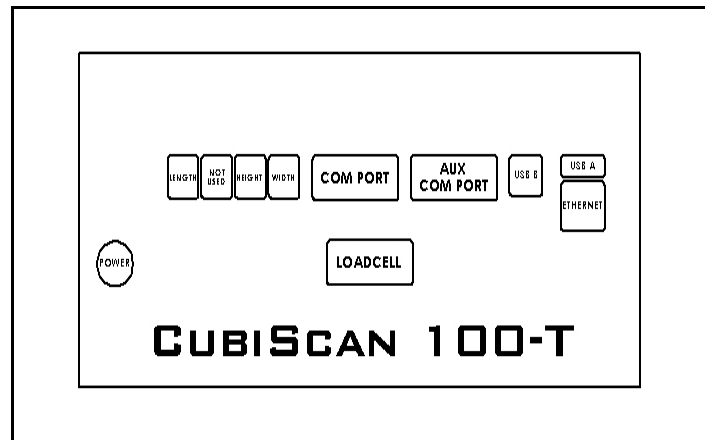 LENGTH
NOT
USED
HEIGHT
WIDTH
COM PORT
AUX
COM PORT
USB B
USB A
ETHERNET
POWER
LOADCELL
CUBISCAN 100-T